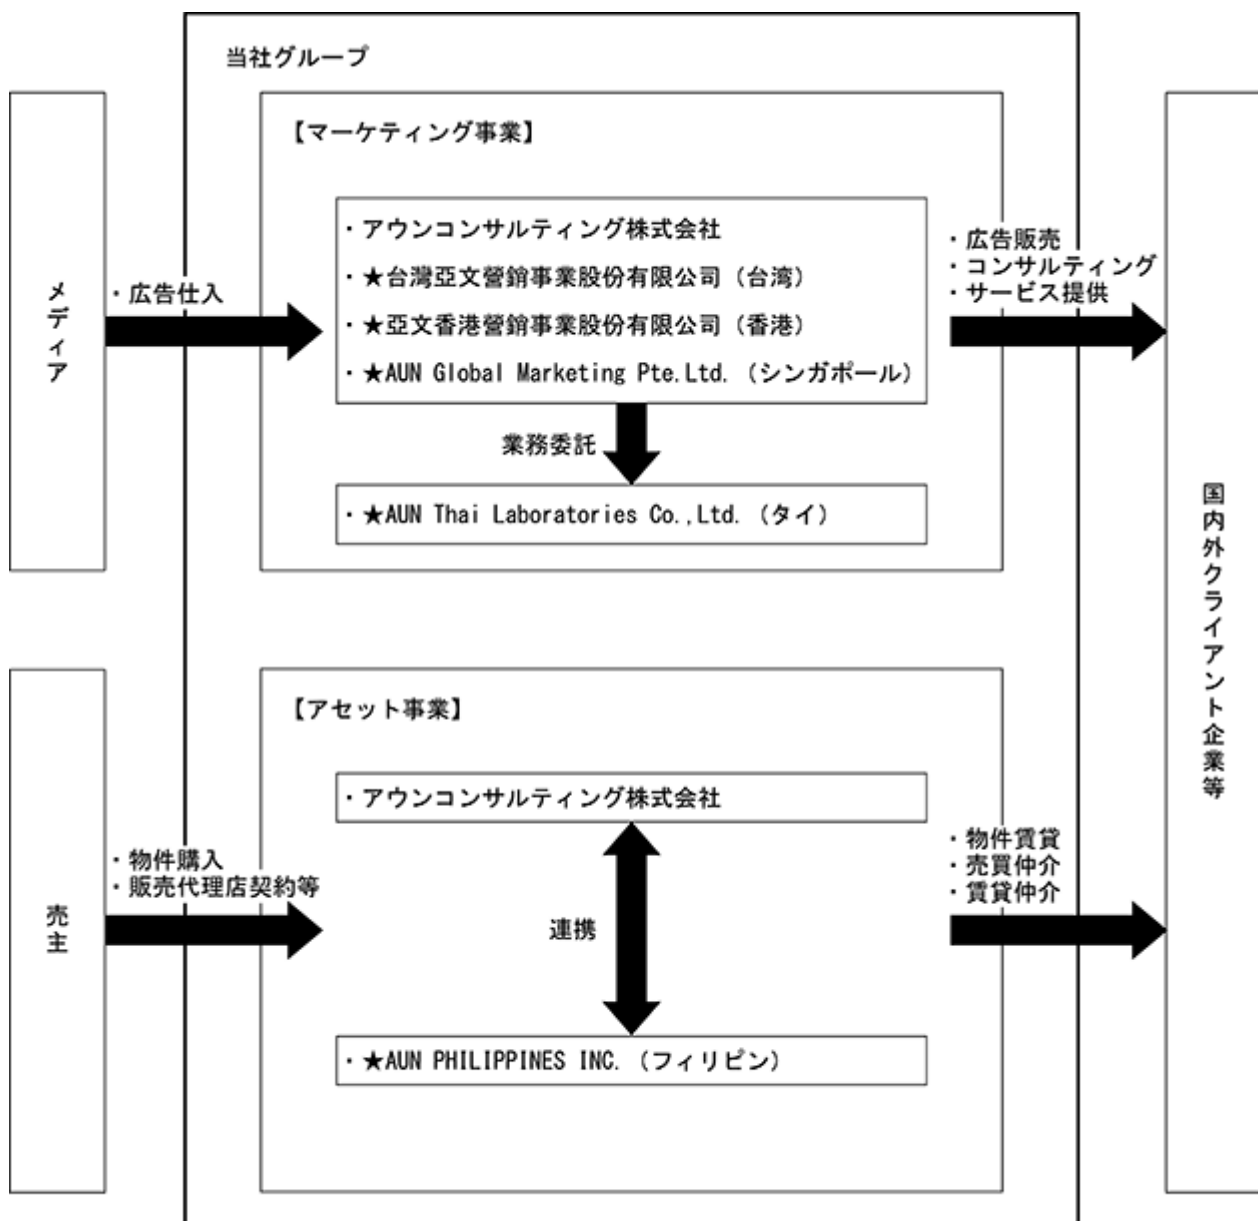 当社グループ
メディア
・広告仕入
【マーケティング事業】
・アウンコンサルティング株式会社
・★台灣亞文營銷事業股份有限公司（台湾）
・★亞文香港營銷事業股份有限公司（香港）
・★AUN Global Marketing Pte.Ltd.（シンガポール）
業務委託
・★AUN Thai Laboratories Co.,Ltd.（タイ）
・広告販売
・コンサルティング
・サービス提供
国内外クライアント企業等
売主
・物件購入
・販売代理店契約等
【アセット事業】
・アウンコンサルティング株式会社
連携
・★AUN PHILIPPINES INC.（フィリピン）
・物件賃貸
・売買仲介
・賃貸仲介